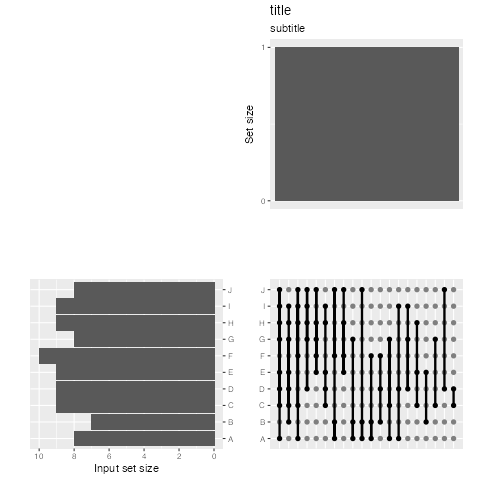 title
subtitle
1
Set size
0
J
I
H
G
F
E
D
C
B
A
10 8 6 4 2 0
Input set size
J
I
H
G
F
E
D
C
B
A